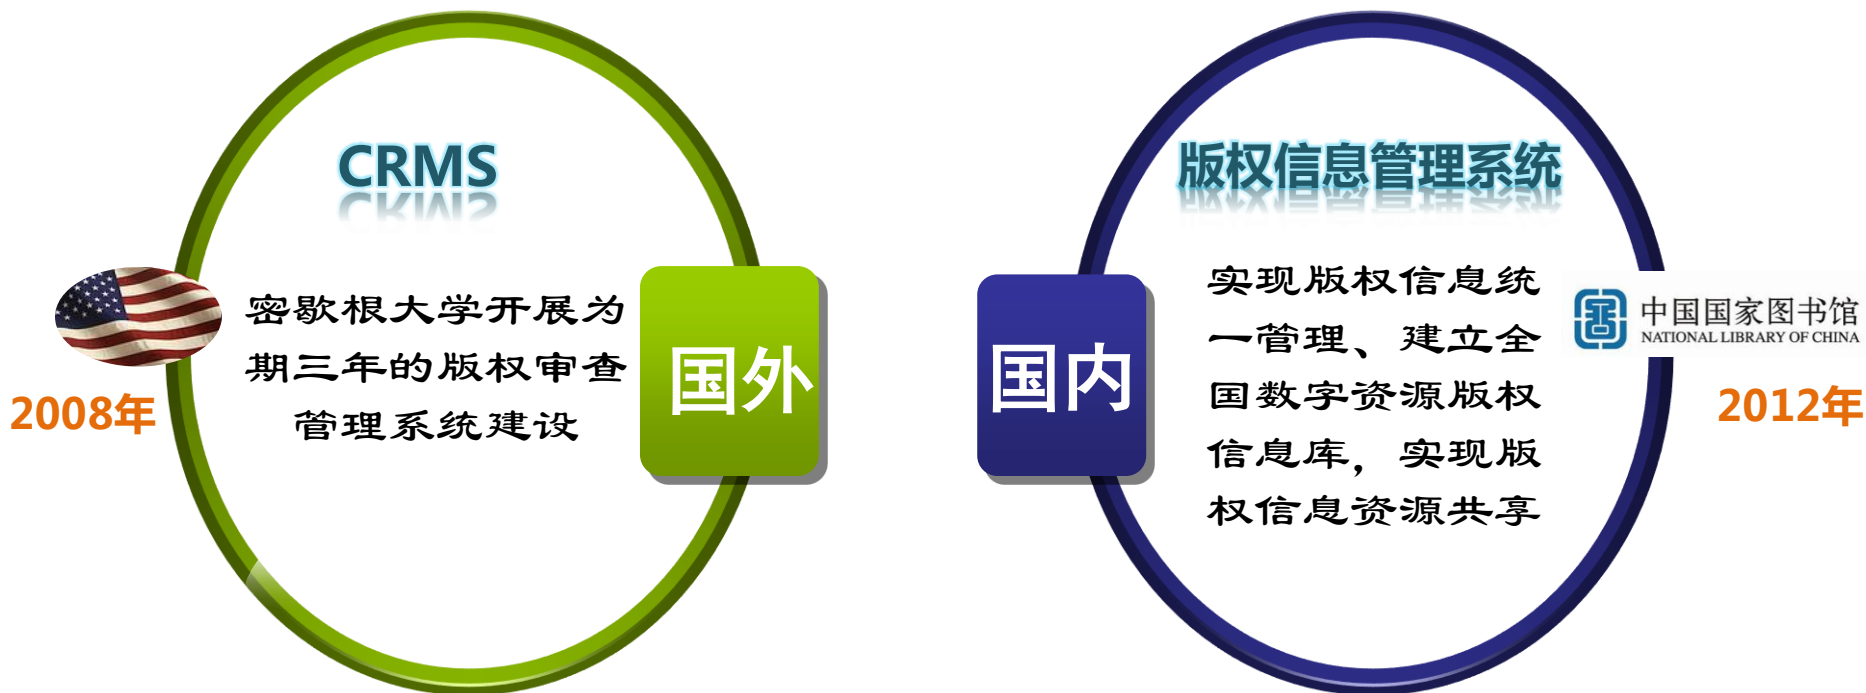 CRMS
密歇根大学开展为
期三年的版权审查
管理系统建设
2008年
国外
国内
版权信息管理系统
实现版权信息统
一管理、建立全
国数字资源版权
信息库，实现版
权信息资源共享
中国国家图书馆
NATIONAL LIBRARY OF CHINA
2012年